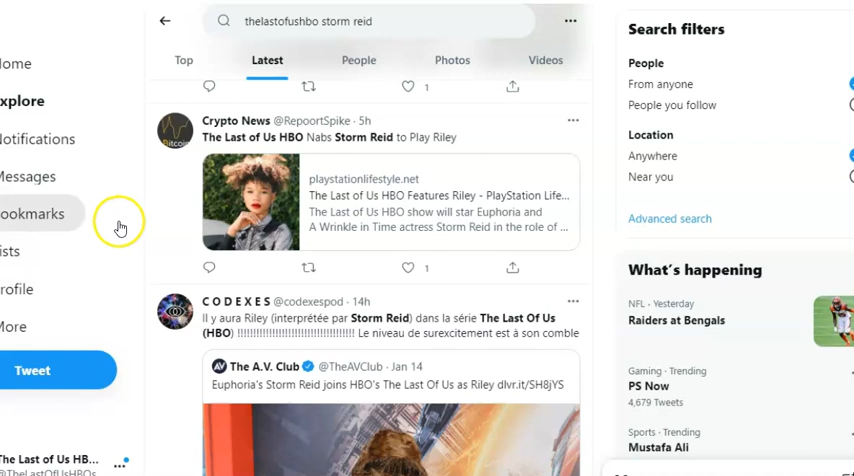 thelastofushbo storm reid
Top
Latest
People
Photos
Videos
1
Crypto News @RepoortSpike · 5h
The Last of Us HBO Nabs Storm Reid to Play Riley
playstationlifestyle.net
The Last of Us HBO Features Riley - PlayStation Life...
The Last of Us HBO show will star Euphoria and
A Wrinkle in Time actress Storm Reid in the role of ...
1
C O D E X E S @codexespod · 14h
Il y aura Riley (interprétée par Storm Reid) dans la série The Last Of Us
(HBO) !!!!!!!!!!!!!!!!!!!!!!!!!!!!!!!!!!!! Le niveau de surexcitement est à son comble
The A.V. Club @TheAVClub · Jan 14
Euphoria's Storm Reid joins HBO's The Last Of Us as Riley dlvr.it/SH8jYS
ome
xplore
otifications
Messages
ookmarks
ists
rofile
More
Tweet
The Last of Us HB...
@TheLastOfUsHBOs
Search filters
People
From anyone
People you follow
Location
Anywhere
Near you
Advanced search
What's happening
NFL · Yesterday
Raiders at Bengals
Gaming · Trending
PS Now
4,679 Tweets
Sports · Trending
Mustafa Ali